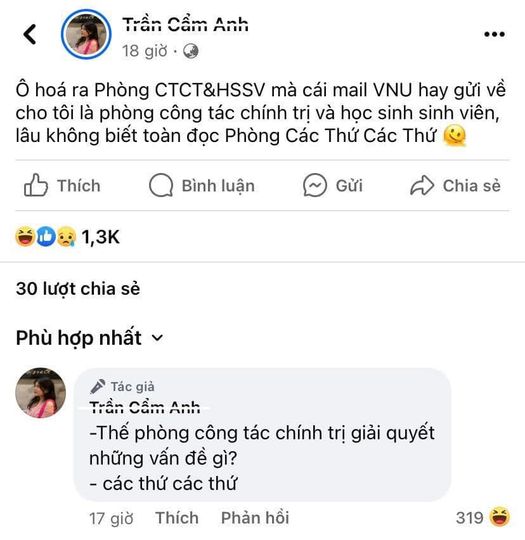 Trần Cẩm Anh
18 giờ ·
Ô hoá ra Phòng CTCT&HSSV mà cái mail VNU hay gửi về
cho tôi là phòng công tác chính trị và học sinh sinh viên,
lâu không biết toàn đọc Phòng Các Thứ Các Thứ 🫠
Thích Bình luận Gửi Chia sẻ
1,3K
30 lượt chia sẻ
Phù hợp nhất
Tác giả
Trần Cẩm Anh
-Thế phòng công tác chính trị giải quyết
những vấn đề gì?
- các thứ các thứ
17 giờ Thích Phản hồi 319